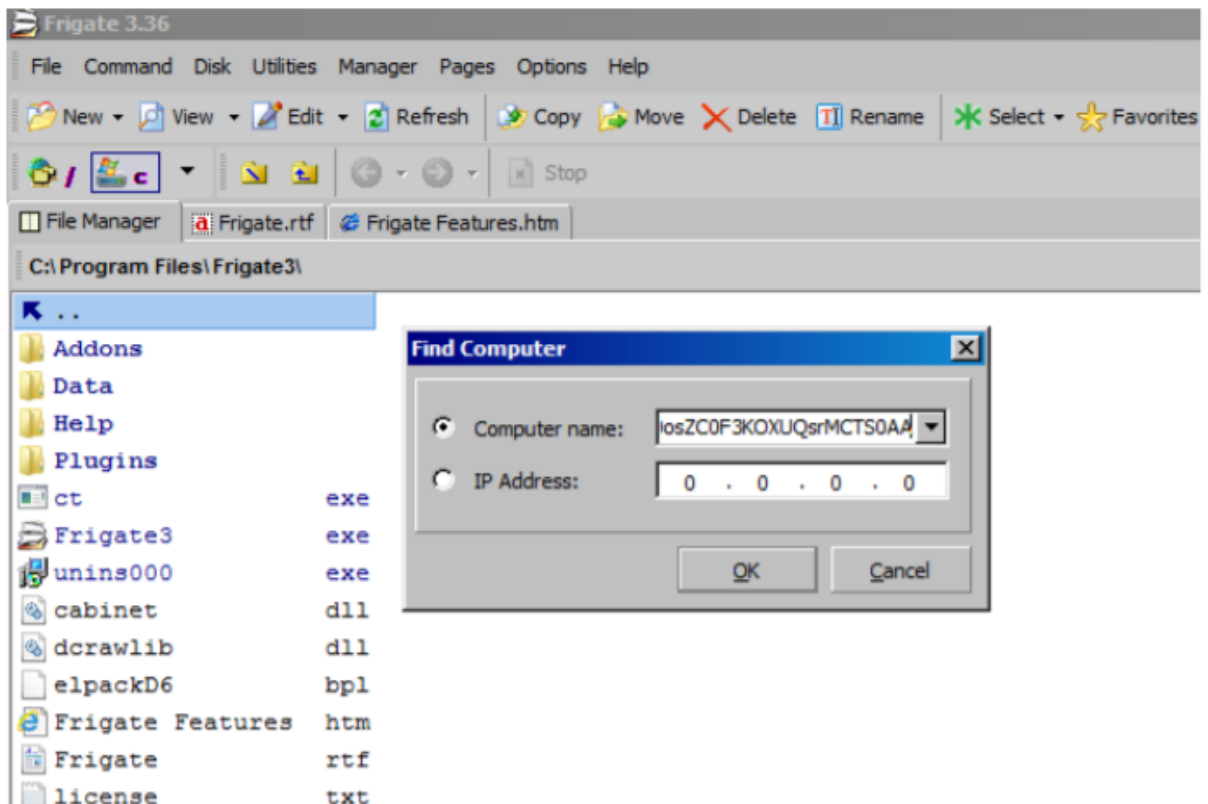 Frigate 3.36
File Command Disk Utilities Manager Pages Options Help
New View Edit Refresh Copy Move Delete Rename Select Favorites
/ c Stop
File Manager a Frigate.rtf Frigate Features.htm
C:\Program Files\Frigate3\
..
Addons
Data
Help
Plugins
ct exe
Frigate3 exe
unins000 exe
cabinet dll
dcrawlib dll
elpackD6 bpl
Frigate Features htm
Frigate rtf
license txt
Find Computer
Computer name: osZC0F3KOXUQsrMCTS0AA
IP Address: 0 . 0 . 0 . 0
OK Cancel